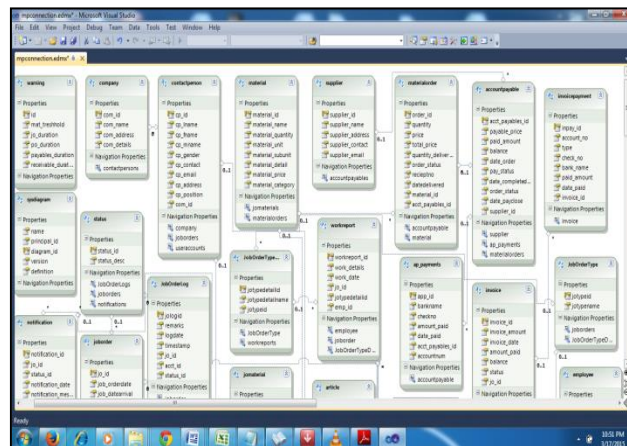 mpconnection.edmx* - Microsoft Visual Studio
File Edit View Project Debug Team Data Tools Test Window Help
mpconnection.edmx*
warning
Properties
id
mat_treshhold
jo_duration
po_duration
payables_duration
receivable_durat...
Navigation Properties
company
Properties
com_id
com_name
com_address
com_details
Navigation Properties
contactpersons
contactperson
Properties
cp_id
cp_fname
cp_lname
cp_mname
cp_gender
cp_contact
cp_email
cp_address
cp_position
com_id
Navigation Properties
company
joborders
useraccounts
material
Properties
material_id
material_name
material_quantity
material_unit
material_subunit
material_detail
material_price
material_category
Navigation Properties
jomaterials
materialorders
supplier
Properties
supplier_id
supplier_name
supplier_address
supplier_contact
supplier_email
Navigation Properties
accountpayables
materialorder
Properties
order_id
quantity
price
total_price
quantity_deliver...
order_status
recieptno
datedelivered
material_id
acct_payables_id
Navigation Properties
accountpayable
material
accountpayable
Properties
acct_payables_id
payable_price
paid_amount
balance
date_order
pay_status
date_completed...
order_status
date_payclose
supplier_id
Navigation Properties
supplier
ap_payments
materialorders
invoicepayment
Properties
inpay_id
account_no
type
check_no
bank_name
paid_amount
date_paid
invoice_id
Navigation Properties
invoice
sysdiagram
Properties
name
principal_id
diagram_id
version
definition
Navigation Properties
status
Properties
status_id
status_desc
Navigation Properties
JobOrderLogs
joborders
notifications
JobOrderLog
Properties
jologid
remarks
logdate
timestamp
jo_id
acct_id
status_id
Navigation Properties
JobOrderType...
Properties
jotypedetailid
jotypedetailname
jotypeid
Navigation Properties
workreports
workreport
Properties
workreport_id
work_details
work_date
jo_id
jotypedetailid
emp_id
Navigation Properties
employee
joborder
JobOrderTypeD...
ap_payments
Properties
app_id
bankname
checkno
amount_paid
date_paid
acct_payables_id
accountnum
Navigation Properties
accountpayable
invoice
Properties
invoice_id
invoice_amount
invoice_date
amount_paid
balance
status
jo_id
Navigation Properties
JobOrderType
Properties
jotypeid
jotypename
Navigation Properties
joborders
JobOrderTypeD...
notification
Properties
notification_id
jo_id
status_id
notification_date
notification_me...
joborder
Properties
jo_id
jo_orderdate
jo_datearrival
jomaterial
Properties
article
employee
Properties
Ready
10:51 PM